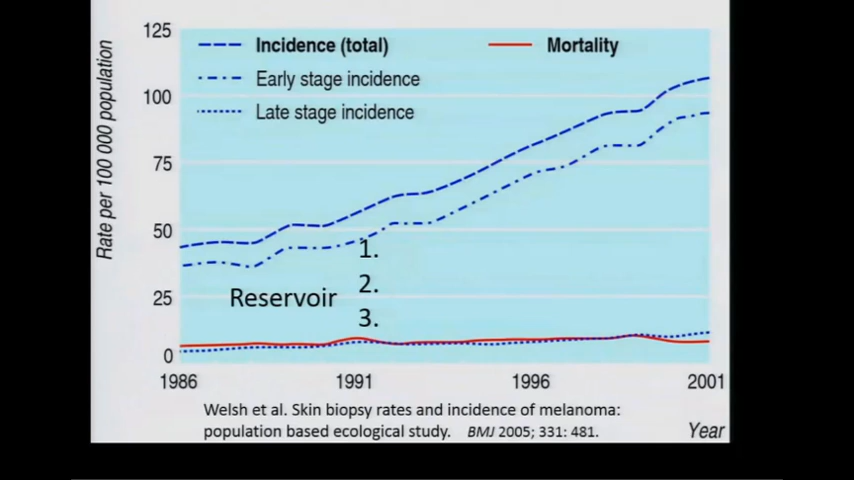 125
Incidence (total)
Mortality
Early stage incidence
100
Late stage incidence
75
50
25
0
Rate per 100 000 population
1.
2.
Reservoir
3.
1986
1991
1996
2001
Year
Welsh et al. Skin biopsy rates and incidence of melanoma:
population based ecological study. BMJ 2005; 331: 481.